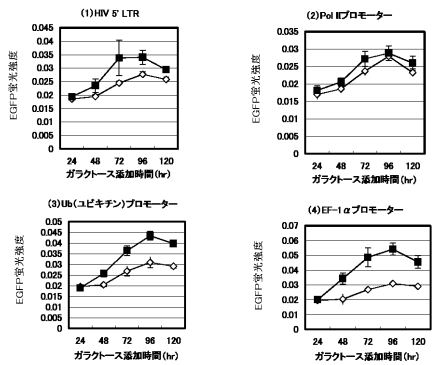 (1)HIV 5' LTR
EGFP蛍光強度
0.045
0.04
0.035
0.03
0.025
0.02
0.015
0.01
0.005
0
24 48 72 96 120
ガラクトース添加時間(hr)
(2)Pol IIプロモーター
EGFP蛍光強度
0.035
0.03
0.025
0.02
0.015
0.01
0.005
0
24 48 72 96 120
ガラクトース添加時間(hr)
(3)Ub(ユビキチン)プロモーター
EGFP蛍光強度
0.05
0.045
0.04
0.035
0.03
0.025
0.02
0.015
0.01
0.005
0
24 48 72 96 120
ガラクトース添加時間(hr)
(4)EF-1αプロモーター
EGFP蛍光強度
0.07
0.06
0.05
0.04
0.03
0.02
0.01
0
24 48 72 96 120
ガラクトース添加時間(hr)